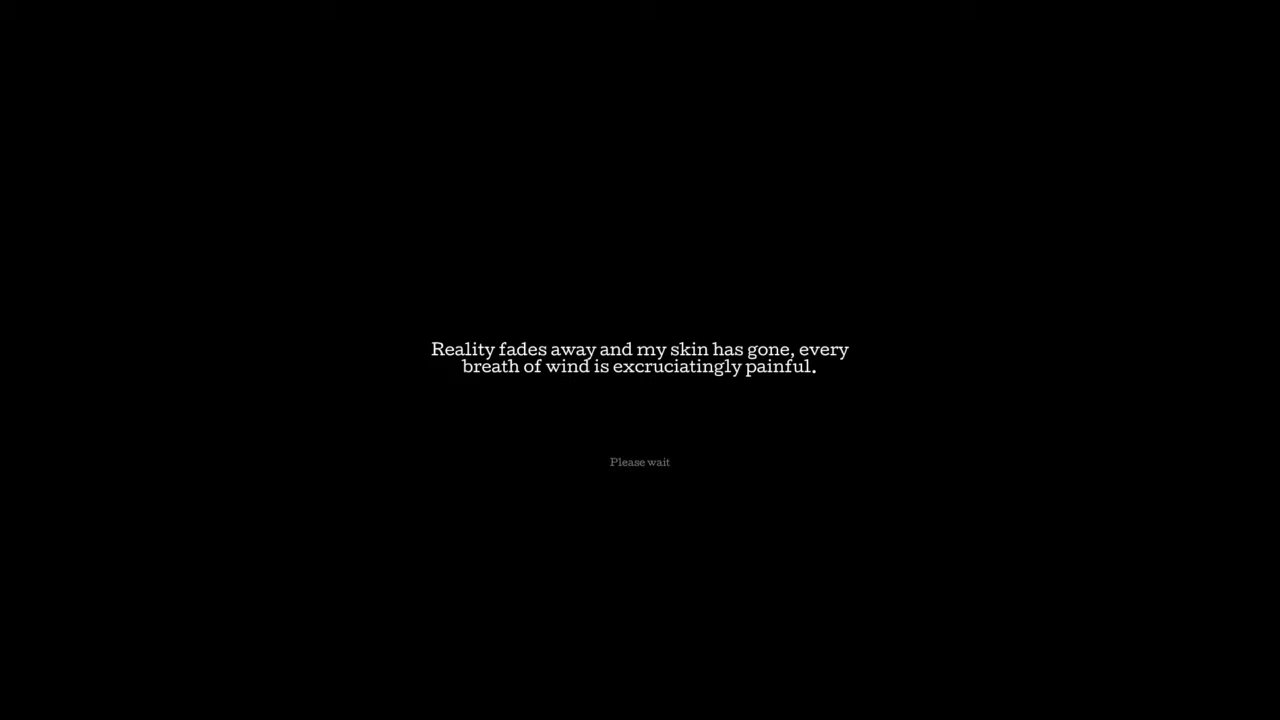 Reality fades away and my skin has gone, every
breath of wind is excruciatingly painful.
Please wait